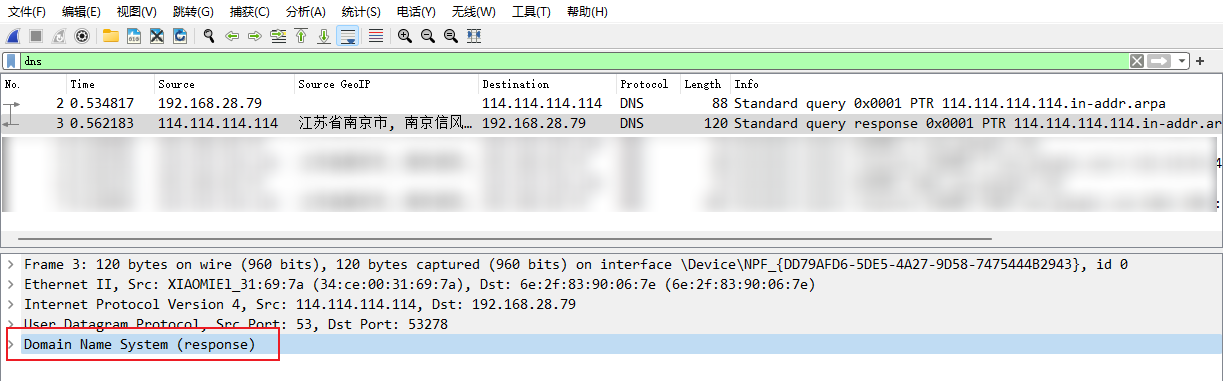 文件(F) 编辑(E) 视图(V) 跳转(G) 捕获(C) 分析(A) 统计(S) 电话(Y) 无线(W) 工具(T) 帮助(H)
dns
No. Time Source Source GeoIP Destination Protocol Length Info
2 0.534817 192.168.28.79 114.114.114.114 DNS 88 Standard query 0x0001 PTR 114.114.114.114.in-addr.arpa
3 0.562183 114.114.114.114 江苏省南京市, 南京信风... 192.168.28.79 DNS 120 Standard query response 0x0001 PTR 114.114.114.114.in-addr.ar
Frame 3: 120 bytes on wire (960 bits), 120 bytes captured (960 bits) on interface \Device\NPF_{DD79AFD6-5DE5-4A27-9D58-7475444B2943}, id 0
Ethernet II, Src: XIAOMIEl_31:69:7a (34:ce:00:31:69:7a), Dst: 6e:2f:83:90:06:7e (6e:2f:83:90:06:7e)
Internet Protocol Version 4, Src: 114.114.114.114, Dst: 192.168.28.79
User Datagram Protocol, Src Port: 53, Dst Port: 53278
Domain Name System (response)